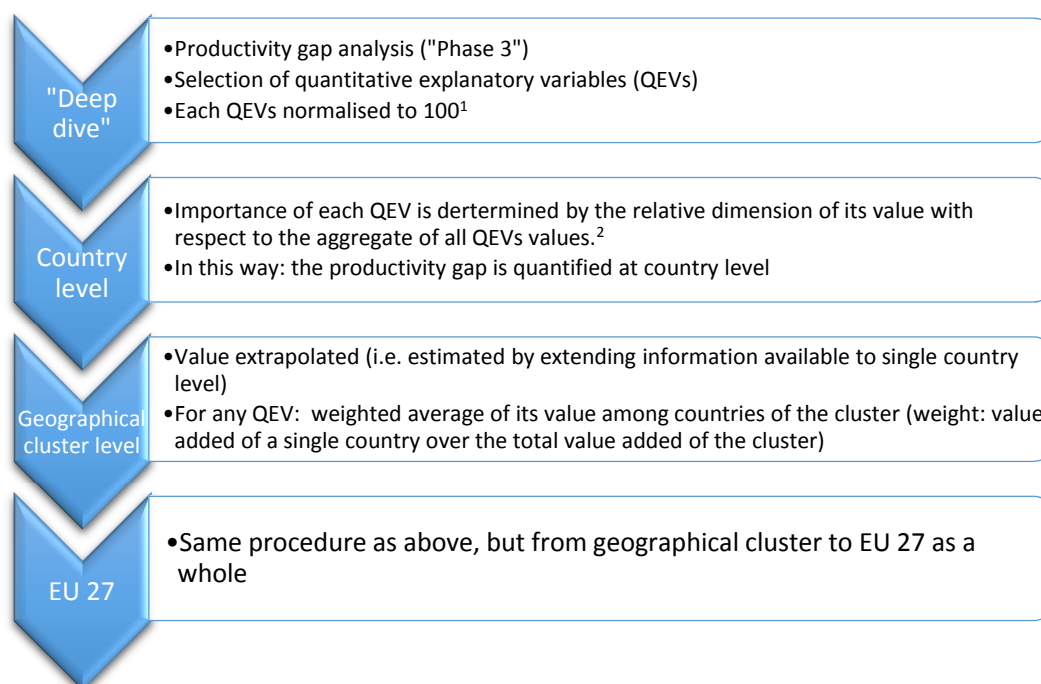 "Deep
dive"
•Productivity gap analysis ("Phase 3")
•Selection of quantitative explanatory variables (QEVs)
•Each QEVs normalised to 100¹
Country
level
•Importance of each QEV is dertermined by the relative dimension of its value with
respect to the aggregate of all QEVs values.²
•In this way: the productivity gap is quantified at country level
Geographical
cluster level
•Value extrapolated (i.e. estimated by extending information available to single country
level)
•For any QEV: weighted average of its value among countries of the cluster (weight: value
added of a single country over the total value added of the cluster)
EU 27
•Same procedure as above, but from geographical cluster to EU 27 as a
whole